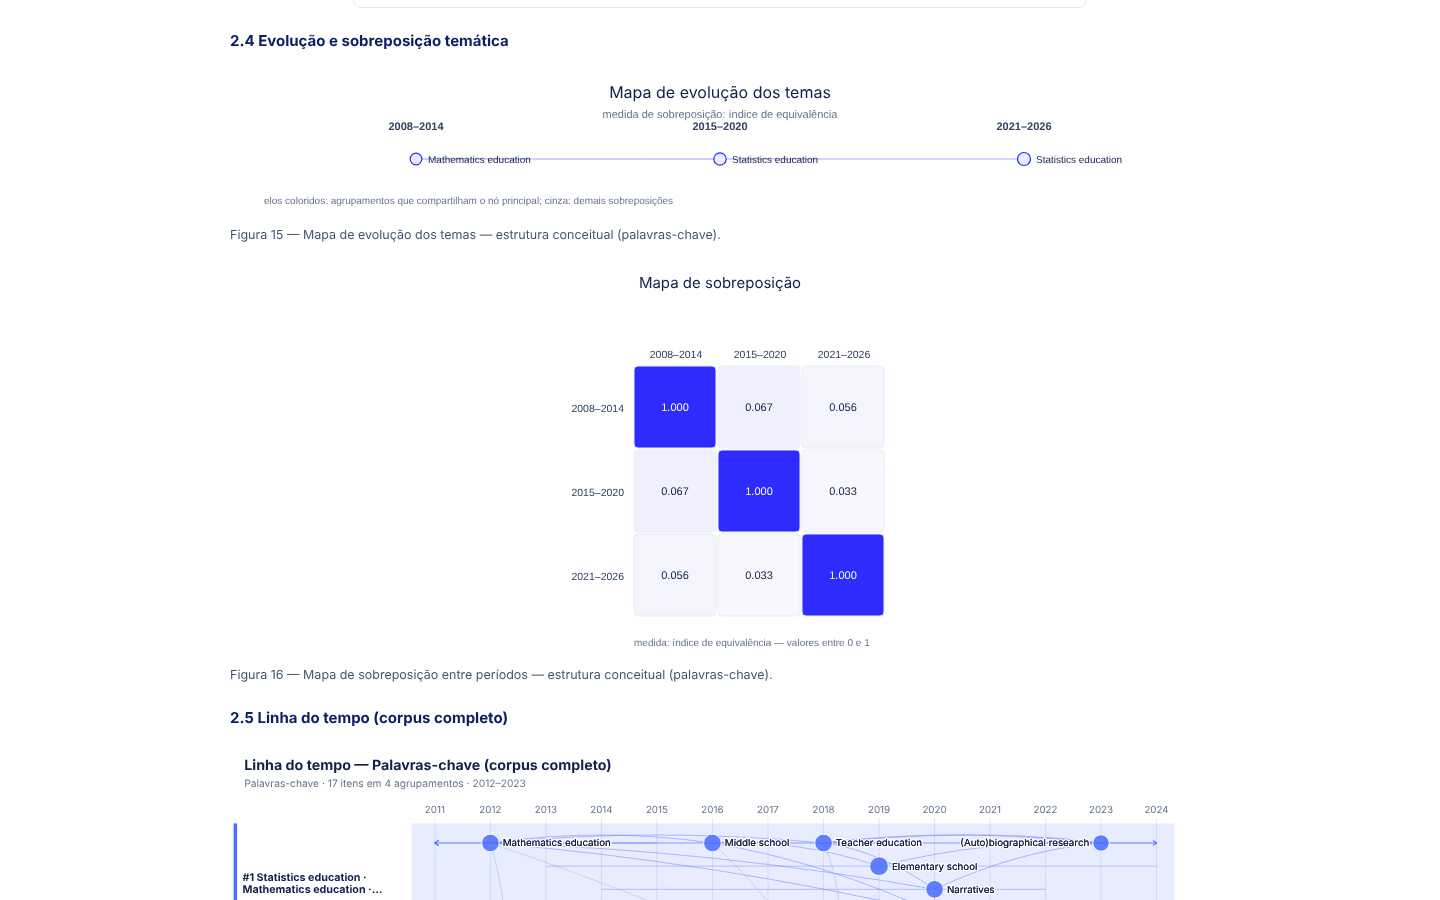 2.4 Evolução e sobreposição temática
Mapa de evolução dos temas
medida de sobreposição: índice de equivalência
2008–2014 2015–2020 2021–2026
Mathematics education Statistics education Statistics education
elos coloridos: agrupamentos que compartilham o nó principal; cinza: demais sobreposições
Figura 15 — Mapa de evolução dos temas — estrutura conceitual (palavras-chave).
Mapa de sobreposição
2008–2014 2015–2020 2021–2026
2008–2014 1.000 0.067 0.056
2015–2020 0.067 1.000 0.033
2021–2026 0.056 0.033 1.000
medida: índice de equivalência — valores entre 0 e 1
Figura 16 — Mapa de sobreposição entre períodos — estrutura conceitual (palavras-chave).
2.5 Linha do tempo (corpus completo)
Linha do tempo — Palavras-chave (corpus completo)
Palavras-chave · 17 itens em 4 agrupamentos · 2012–2023
2011 2012 2013 2014 2015 2016 2017 2018 2019 2020 2021 2022 2023 2024
Mathematics education Middle school Teacher education (Auto)biographical research
Elementary school
#1 Statistics education ·
Mathematics education ·...
Narratives